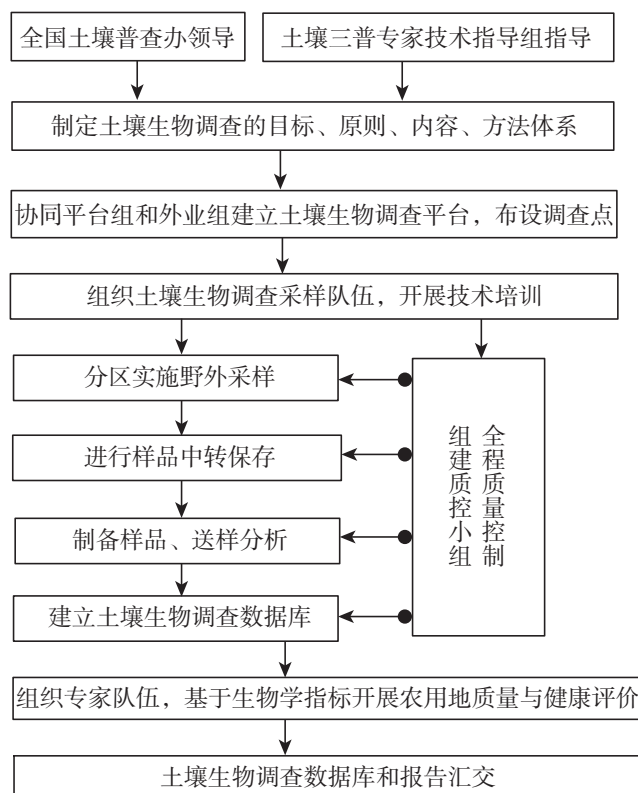 全国土壤普查办领导
土壤三普专家技术指导组指导
制定土壤生物调查的目标、原则、内容、方法体系
协同平台组和外业组建立土壤生物调查平台，布设调查点
组织土壤生物调查采样队伍，开展技术培训
分区实施野外采样
进行样品中转保存
制备样品、送样分析
建立土壤生物调查数据库
全程质量控制
组建质控小组
组织专家队伍，基于生物学指标开展农用地质量与健康评价
土壤生物调查数据库和报告汇交